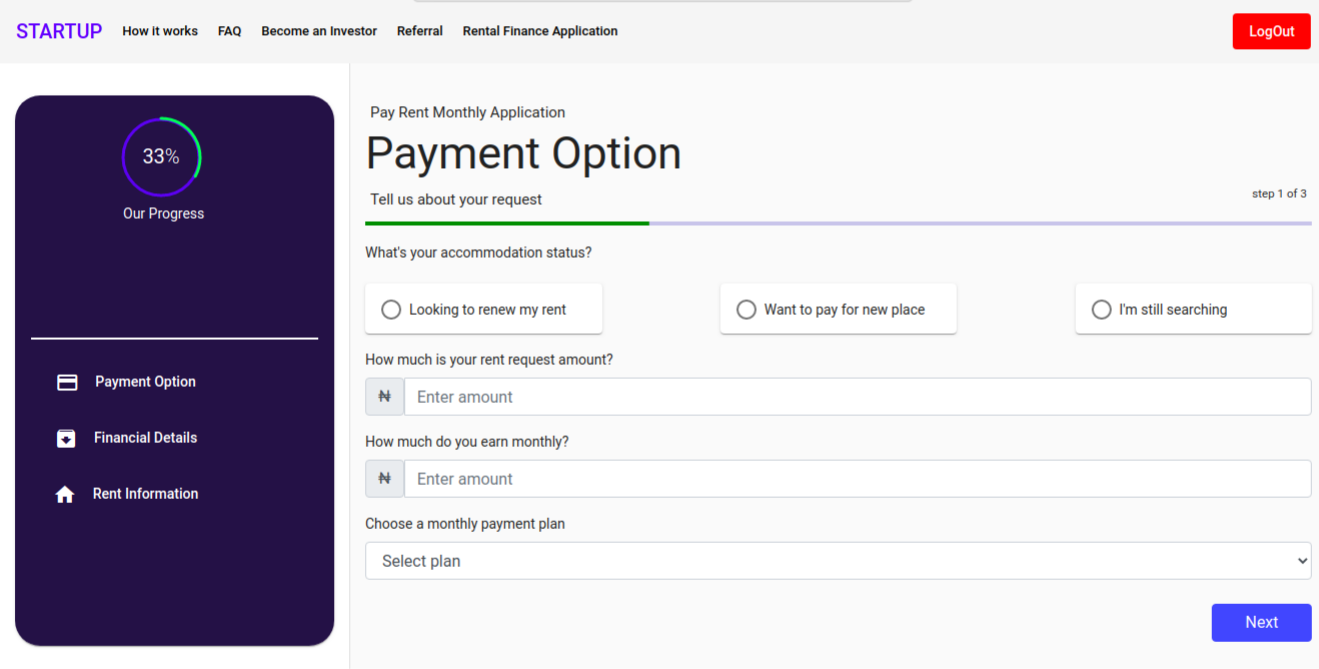 STARTUP How it works FAQ Become an Investor Referral Rental Finance Application LogOut
33%
Our Progress
Payment Option
Financial Details
Rent Information
Pay Rent Monthly Application
Payment Option
Tell us about your request
step 1 of 3
What's your accommodation status?
Looking to renew my rent Want to pay for new place I'm still searching
How much is your rent request amount?
₦ Enter amount
How much do you earn monthly?
₦ Enter amount
Choose a monthly payment plan
Select plan
Next